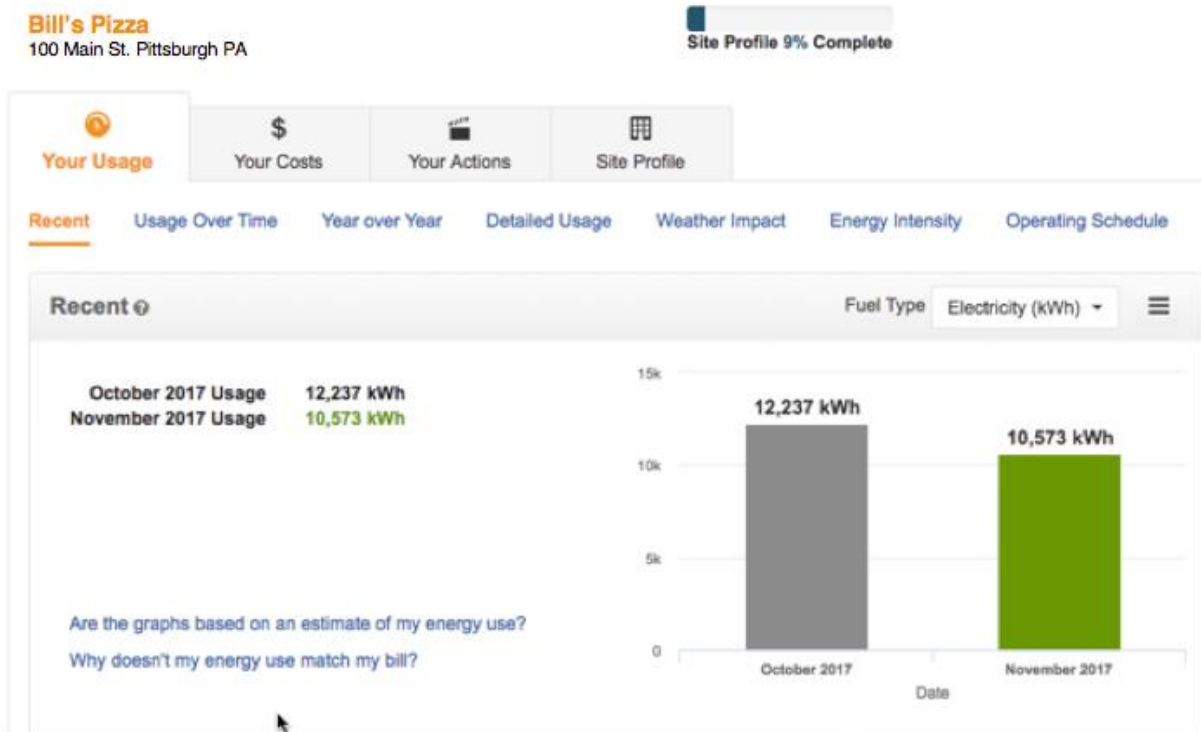 Bill's Pizza
100 Main St. Pittsburgh PA
Site Profile 9% Complete
Your Usage
$
Your Costs
Your Actions
Site Profile
Recent
Usage Over Time
Year over Year
Detailed Usage
Weather Impact
Energy Intensity
Operating Schedule
Recent ?
Fuel Type
Electricity (kWh)
October 2017 Usage 12,237 kWh
November 2017 Usage 10,573 kWh
Are the graphs based on an estimate of my energy use?
Why doesn't my energy use match my bill?
15k
10k
5k
0
12,237 kWh
10,573 kWh
October 2017
November 2017
Date